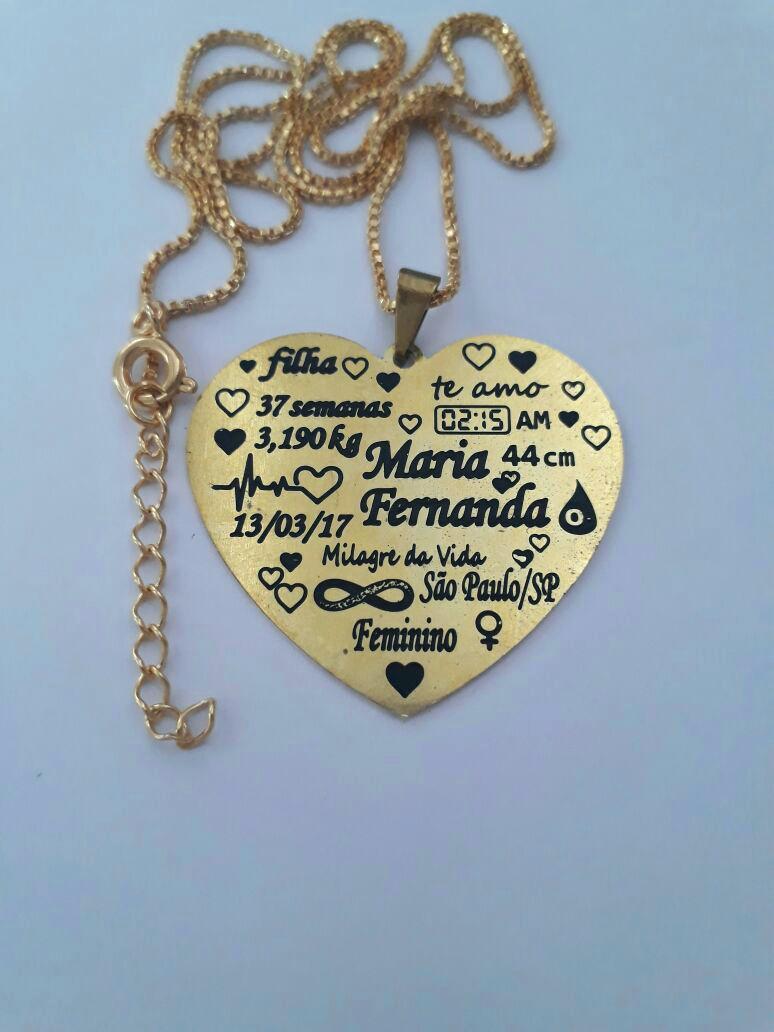 filha
te amo
37 semanas
02:15 AM
3,190 kg
Maria
44 cm
Fernanda
13/03/17
Milagre da Vida
São Paulo/SP
Feminino